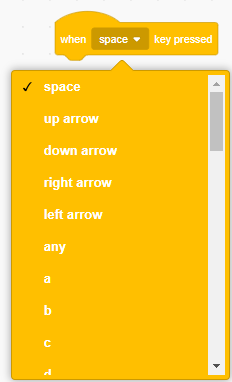 when space key pressed
space
up arrow
down arrow
right arrow
left arrow
any
a
b
c
d